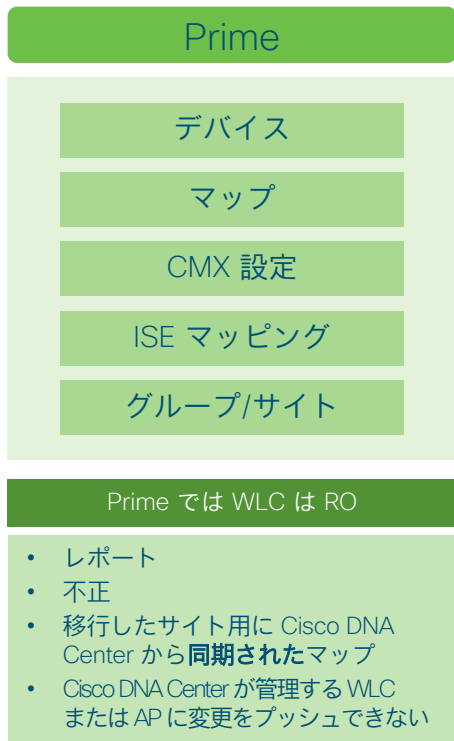 Prime
デバイス
マップ
CMX 設定
ISE マッピング
グループ/サイト
Prime では WLC は RO
• レポート
• 不正
• 移行したサイト用に Cisco DNA
Center から同期されたマップ
• Cisco DNA Center が管理する WLC
または AP に変更をプッシュできない